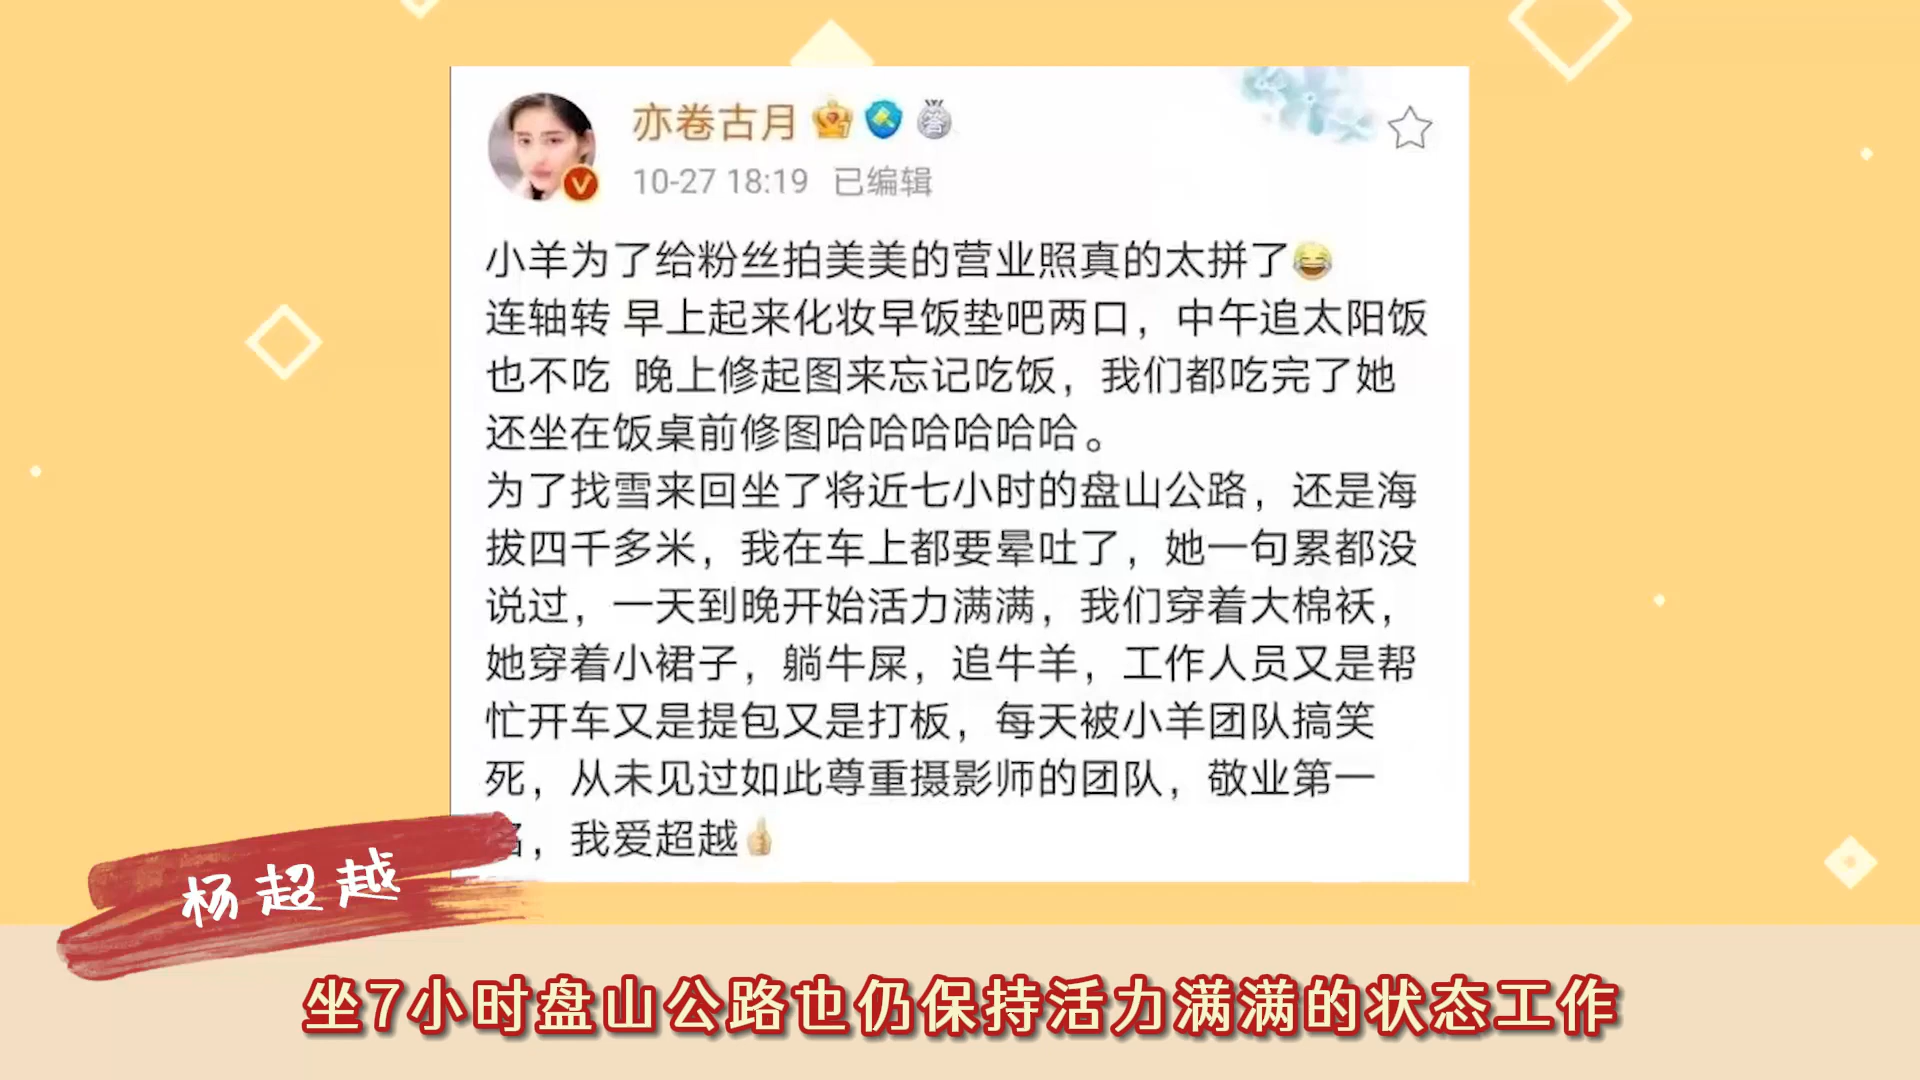 亦卷古月
10-27 18:19 已编辑
小羊为了给粉丝拍美美的营业照真的太拼了
连轴转 早上起来化妆早饭垫吧两口，中午追太阳饭
也不吃 晚上修起图来忘记吃饭，我们都吃完了她
还坐在饭桌前修图哈哈哈哈哈哈。
为了找雪来回坐了将近七小时的盘山公路，还是海
拔四千多米，我在车上都要晕吐了，她一句累都没
说过，一天到晚开始活力满满，我们穿着大棉袄，
她穿着小裙子，躺牛屎，追牛羊，工作人员又是帮
忙开车又是提包又是打板，每天被小羊团队搞笑
死，从未见过如此尊重摄影师的团队，敬业第一
，我爱超越
杨超越
坐7小时盘山公路也仍保持活力满满的状态工作